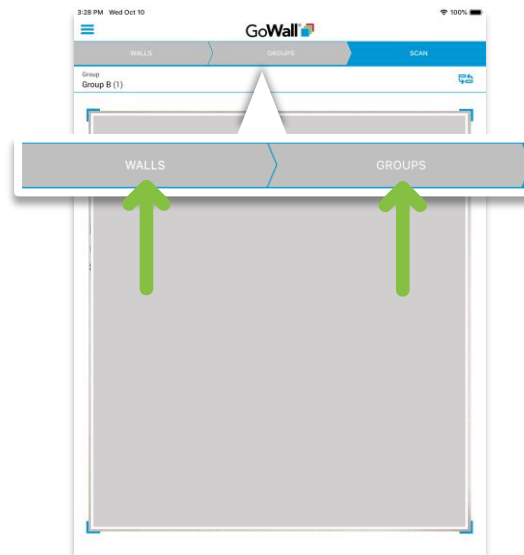 3:28 PM Wed Oct 10 100%
GoWall
WALLS GROUPS SCAN
Group
Group B (1)
WALLS GROUPS